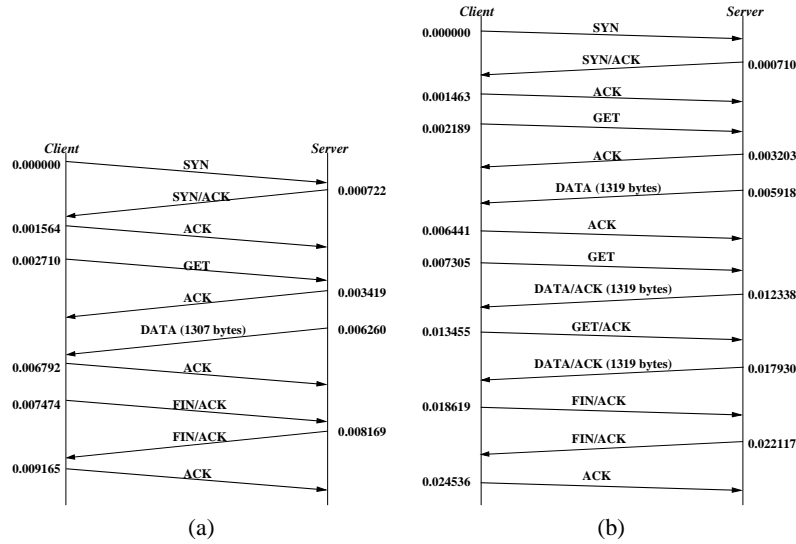 Client Server
0.000000 SYN
SYN/ACK 0.000722
0.001564 ACK
0.002710 GET
ACK 0.003419
DATA (1307 bytes) 0.006260
0.006792 ACK
0.007474 FIN/ACK
FIN/ACK 0.008169
0.009165 ACK
(a)
Client Server
0.000000 SYN
SYN/ACK 0.000710
0.001463 ACK
0.002189 GET
ACK 0.003203
DATA (1319 bytes) 0.005918
0.006441 ACK
0.007305 GET
DATA/ACK (1319 bytes) 0.012338
0.013455 GET/ACK
DATA/ACK (1319 bytes) 0.017930
0.018619 FIN/ACK
FIN/ACK 0.022117
0.024536 ACK
(b)